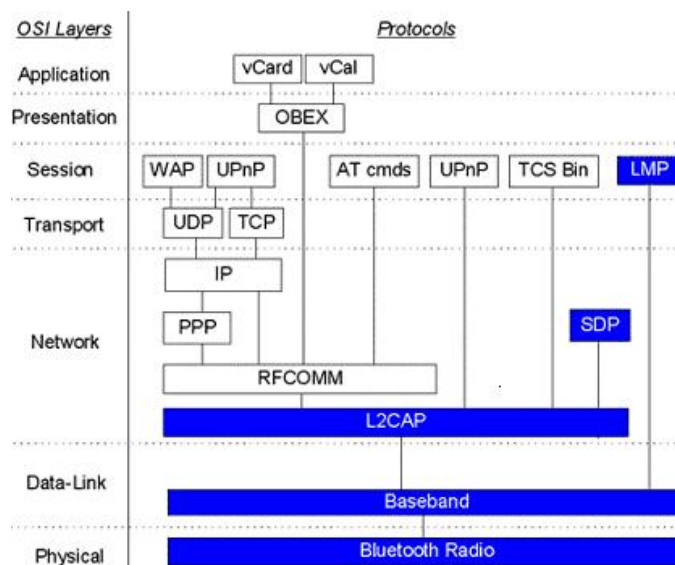 OSI Layers Protocols
Application vCard vCal
Presentation OBEX
Session WAP UPnP AT cmds UPnP TCS Bin LMP
Transport UDP TCP
IP
Network PPP SDP
RFCOMM
L2CAP
Data-Link Baseband
Physical Bluetooth Radio